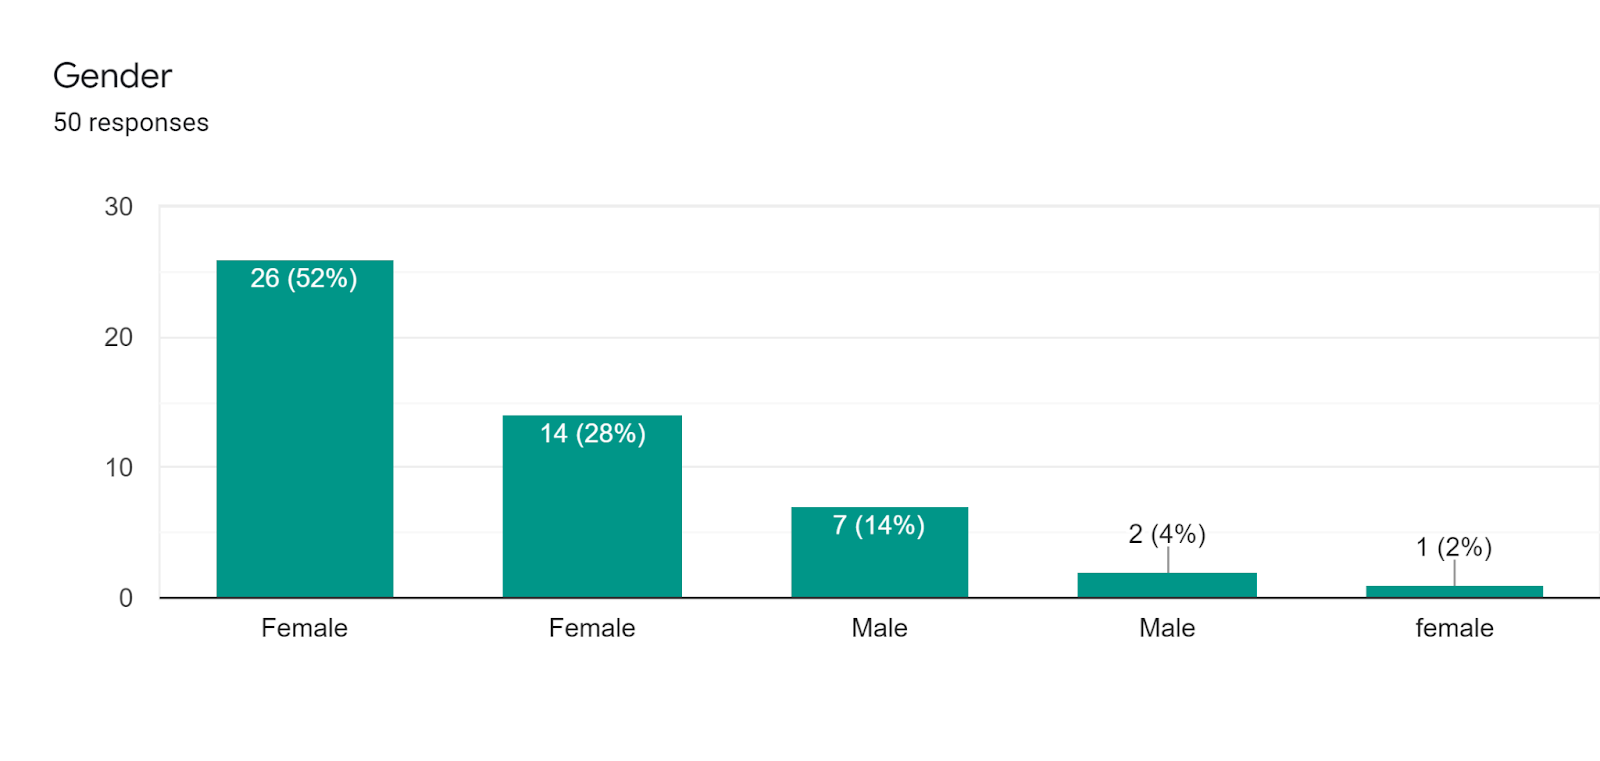 Gender
50 responses
30
20
10
0
26 (52%)
14 (28%)
7 (14%)
2 (4%)
1 (2%)
Female
Female
Male
Male
female